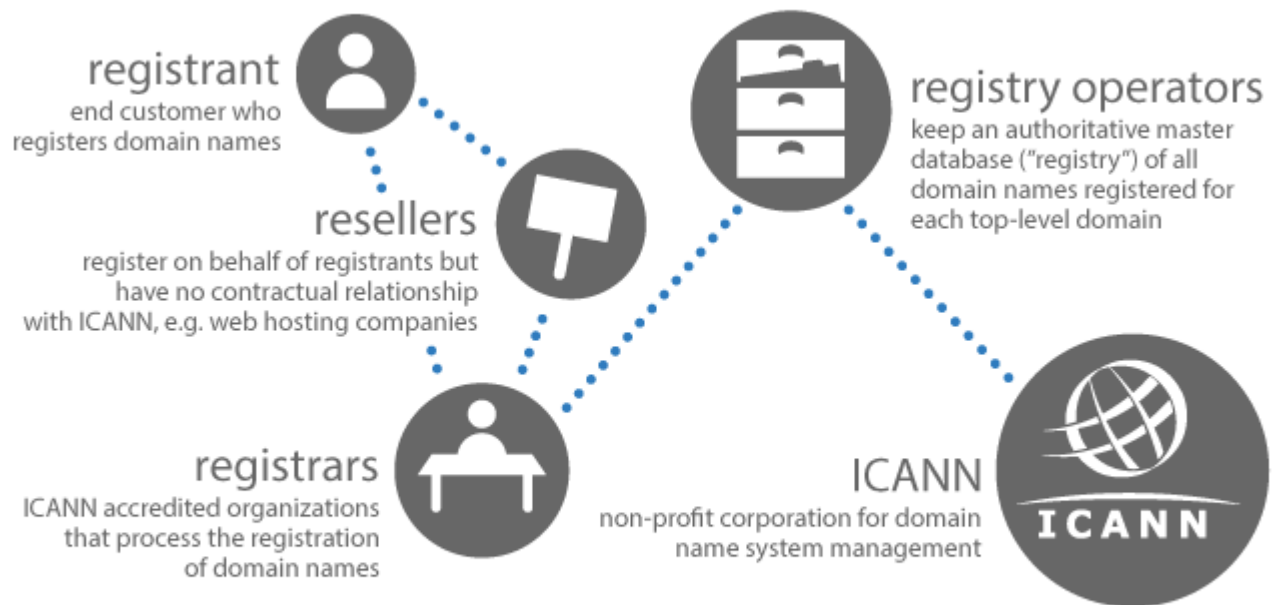 registrant
end customer who
registers domain names
resellers
register on behalf of registrants but
have no contractual relationship
with ICANN, e.g. web hosting companies
registrars
ICANN accredited organizations
that process the registration
of domain names
registry operators
keep an authoritative master
database ("registry") of all
domain names registered for
each top-level domain
ICANN
non-profit corporation for domain
name system management
ICANN